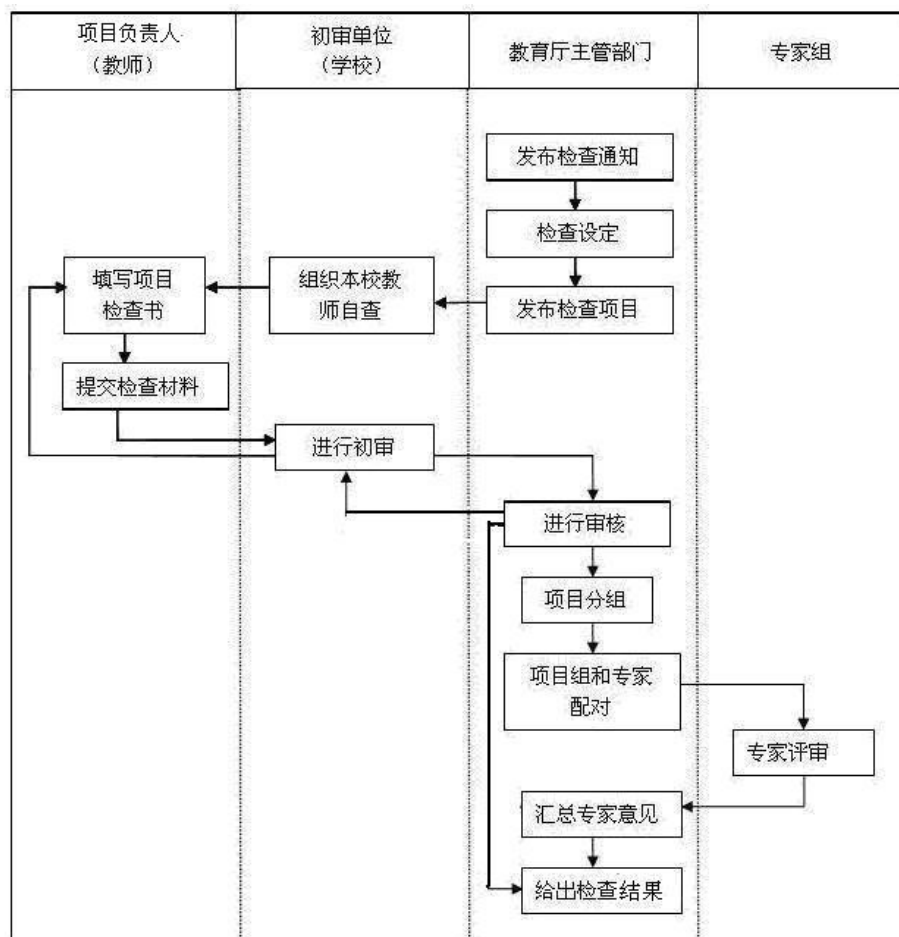 项目负责人
（教师）
初审单位
（学校）
教育厅主管部门
专家组
发布检查通知
检查设定
填写项目
检查书
组织本校教
师自查
发布检查项目
提交检查材料
进行初审
进行审核
项目分组
项目组和专家
配对
专家评审
汇总专家意见
给出检查结果